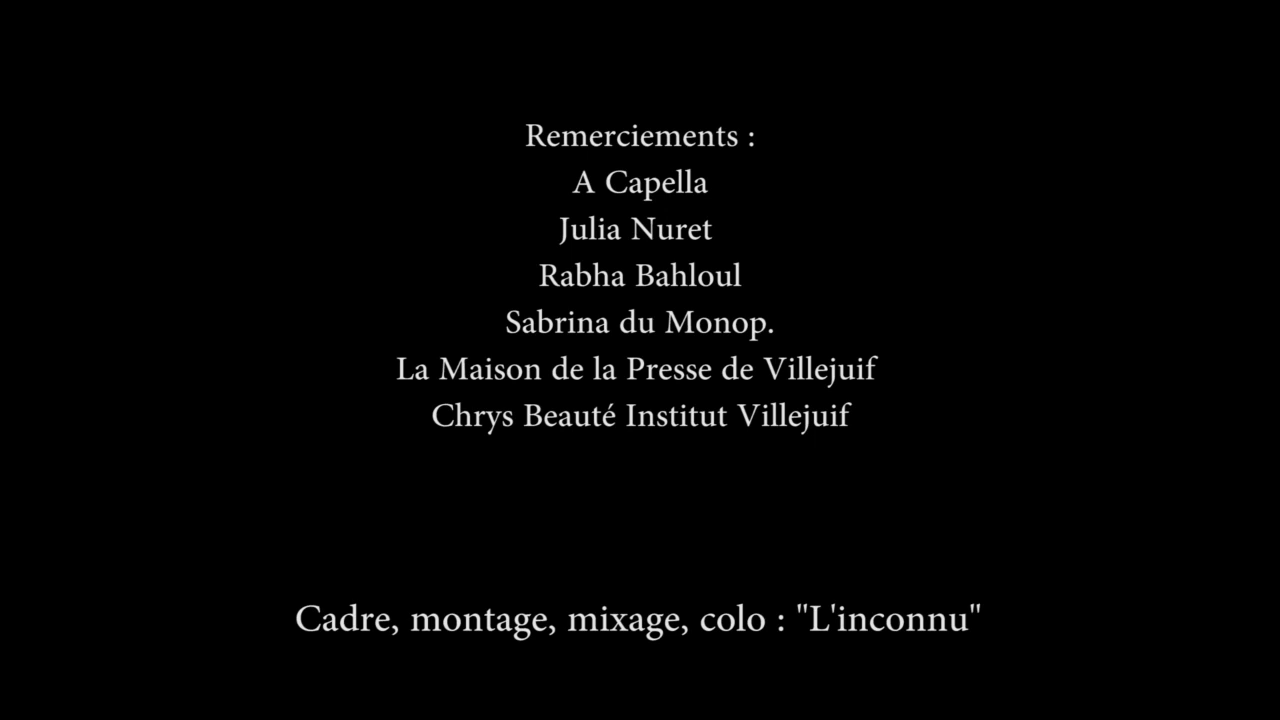 Remerciements :
A Capella
Julia Nuret
Rabha Bahloul
Sabrina du Monop.
La Maison de la Presse de Villejuif
Chrys Beauté Institut Villejuif
Cadre, montage, mixage, colo : "L'inconnu"